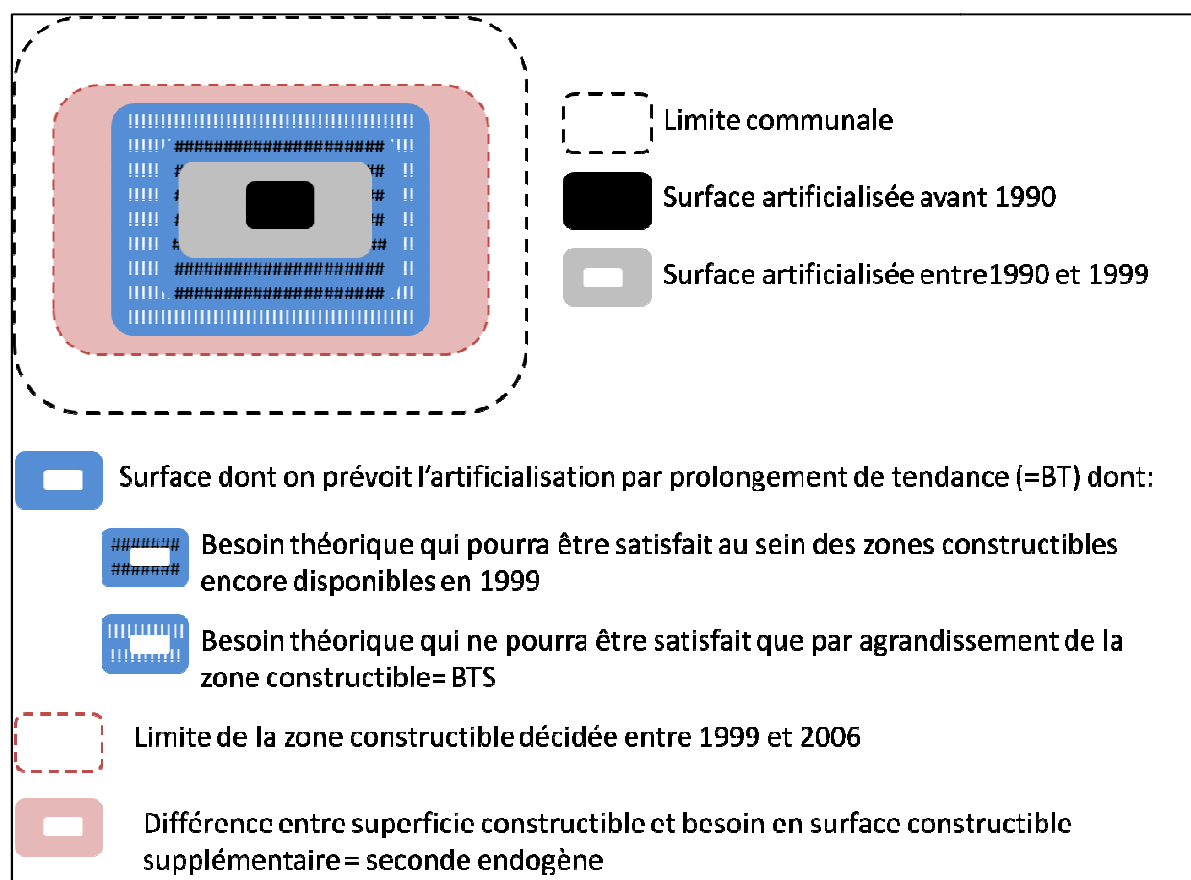 Limite communale
Surface artificialisée avant 1990
Surface artificialisée entre 1990 et 1999
Surface dont on prévoit l'artificialisation par prolongement de tendance (=BT) dont:
Besoin théorique qui pourra être satisfait au sein des zones constructibles
encore disponibles en 1999
Besoin théorique qui ne pourra être satisfait que par agrandissement de la
zone constructible= BTS
Limite de la zone constructible décidée entre 1999 et 2006
Différence entre superficie constructible et besoin en surface constructible
supplémentaire = seconde endogène